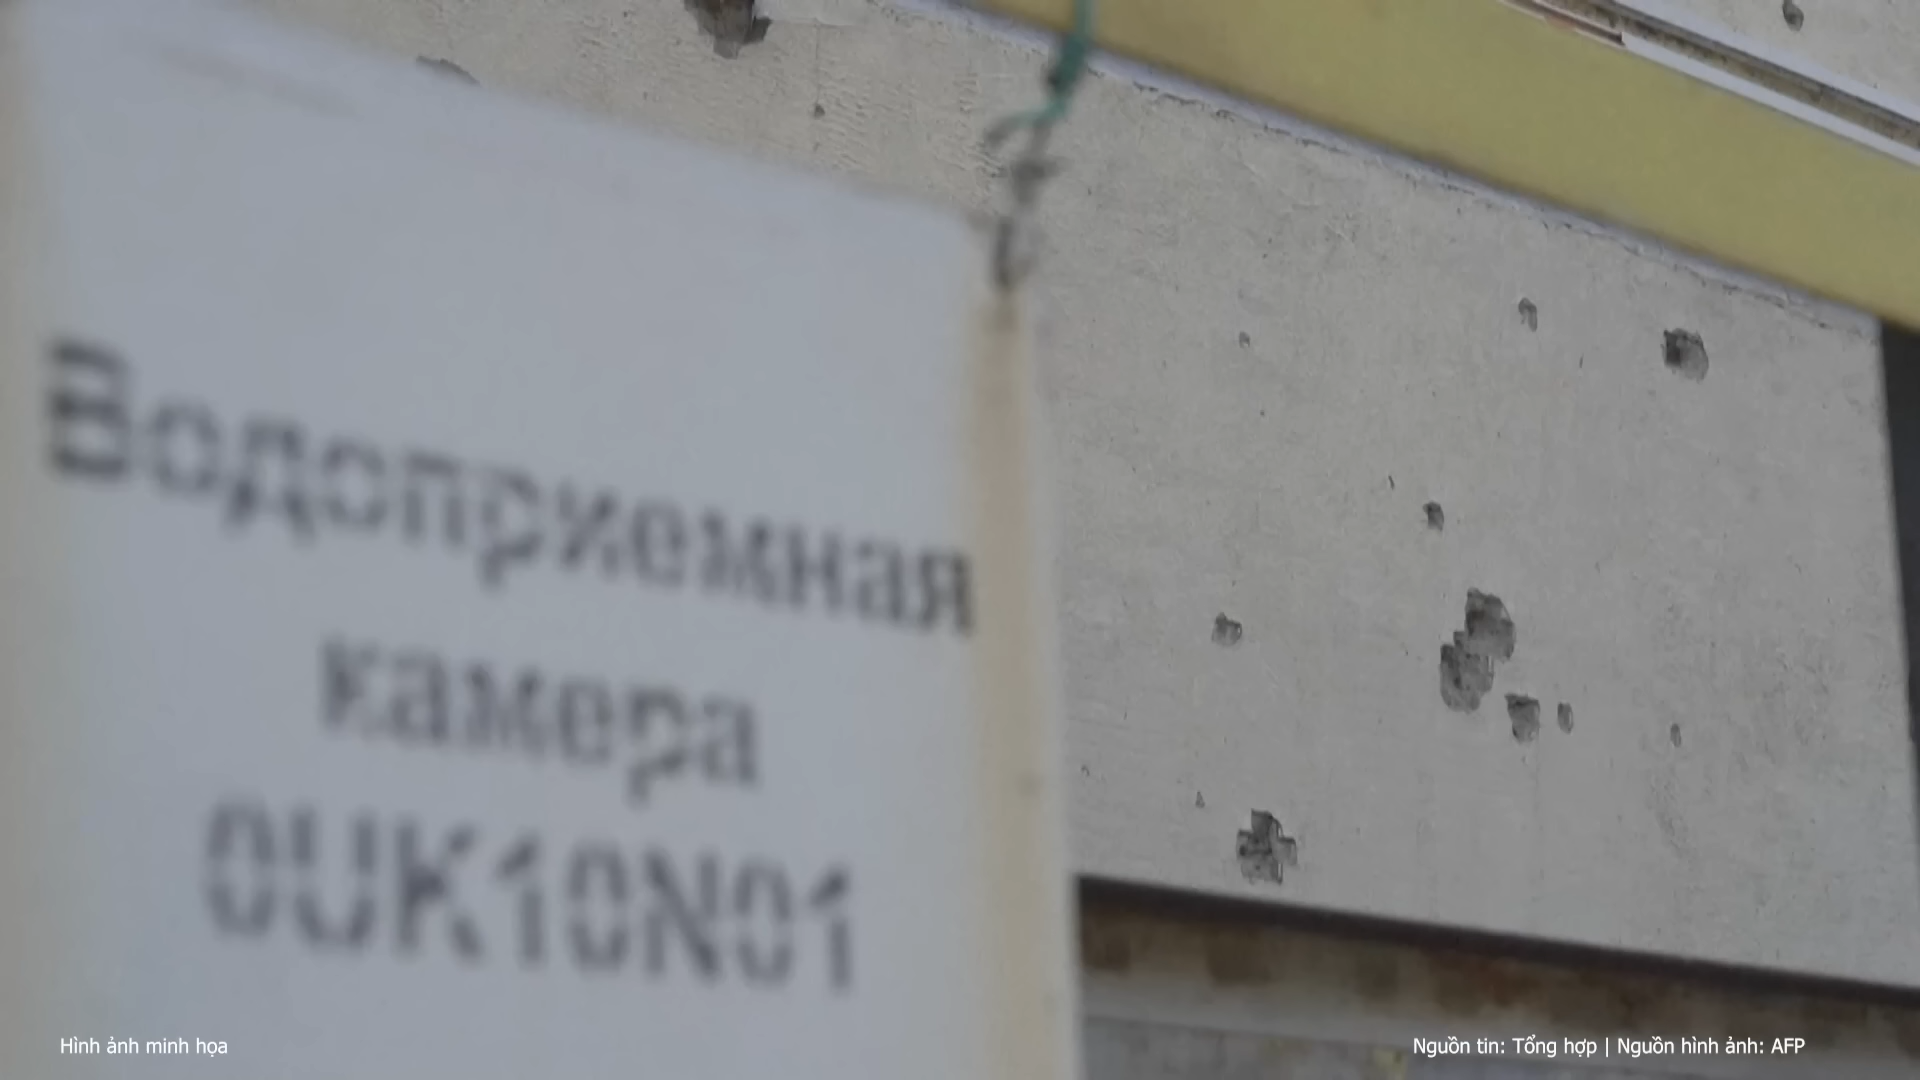 Водоприемная
камера
0UK10N01
Hình ảnh minh họa
Nguồn tin: Tổng hợp | Nguồn hình ảnh: AFP